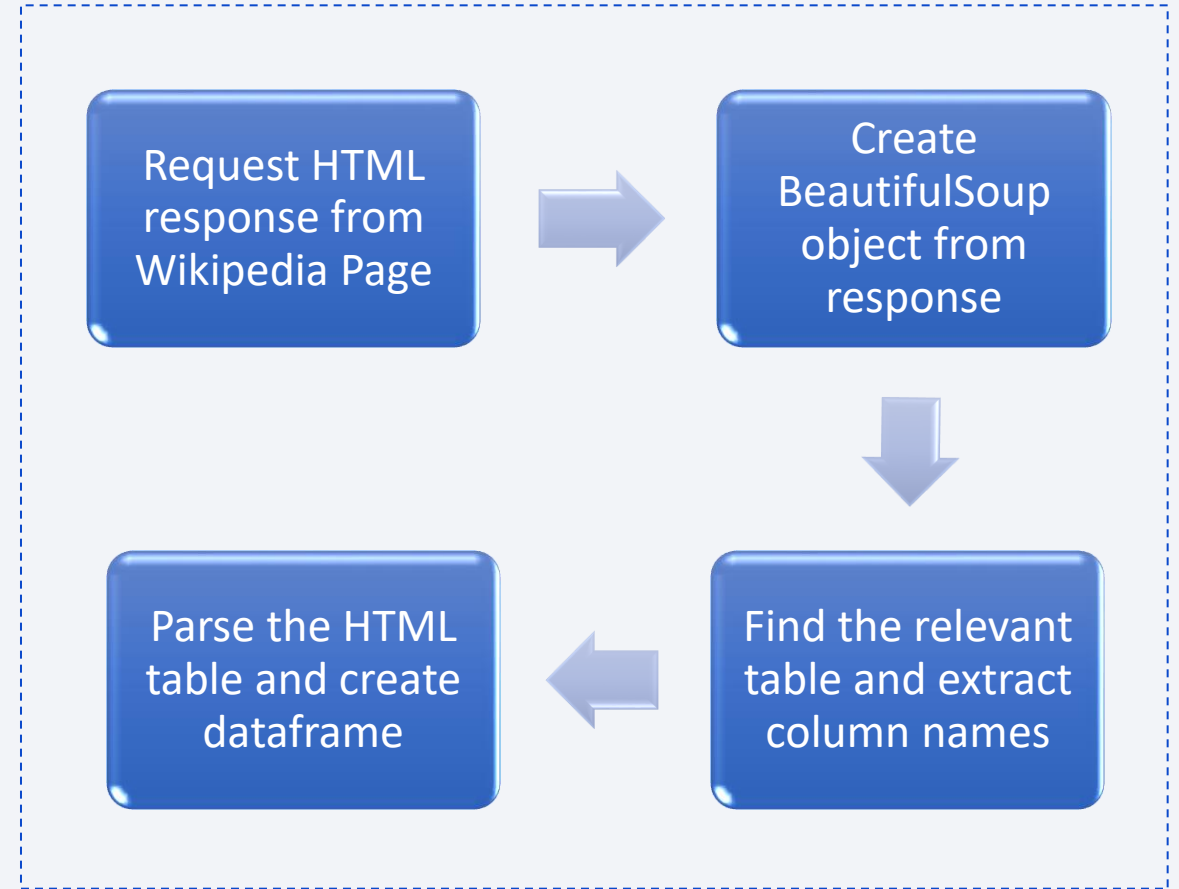 Request HTML
response from
Wikipedia Page
Create
BeautifulSoup
object from
response
Find the relevant
table and extract
column names
Parse the HTML
table and create
dataframe